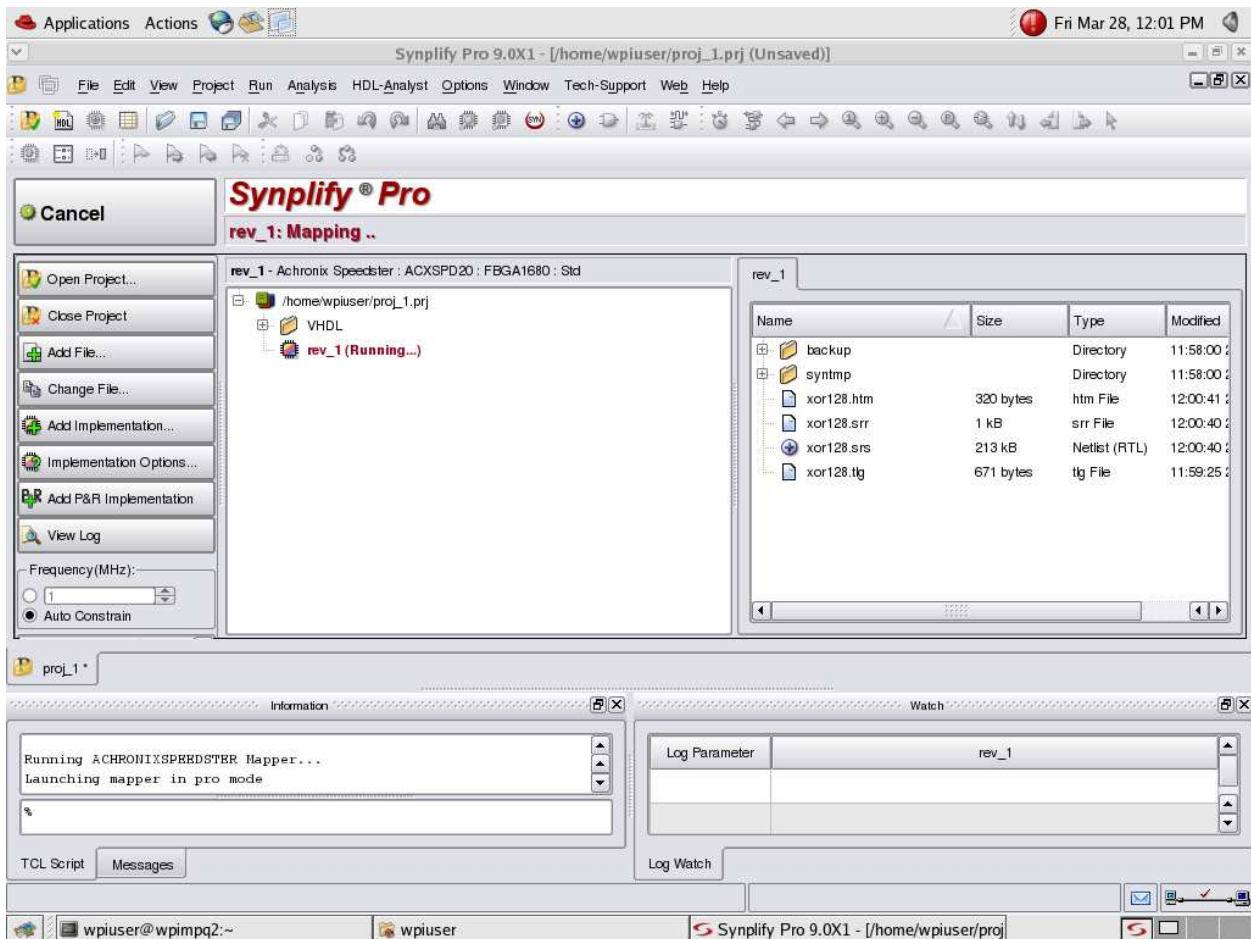 Applications Actions
Fri Mar 28, 12:01 PM
Synplify Pro 9.0X1 - [/home/wpiuser/proj_1.prj (Unsaved)]
File Edit View Project Run Analysis HDL-Analyst Options Window Tech-Support Web Help
Cancel
Synplify ® Pro
rev_1: Mapping ..
Open Project...
Close Project
Add File...
Change File...
Add Implementation...
Implementation Options...
Add P&R Implementation
View Log
Frequency(MHz):
1
Auto Constrain
rev_1 - Achronix Speedster : ACXSPD20 : FBGA1680 : Std
/home/wpiuser/proj_1.prj
VHDL
rev_1 (Running...)
rev_1
Name Size Type Modified
backup Directory 11:58:00
syntmp Directory 11:58:00
xor128.htm 320 bytes htm File 12:00:41
xor128.srr 1 kB srr File 12:00:40
xor128.srs 213 kB Netlist (RTL) 12:00:40
xor128.tlg 671 bytes tlg File 11:59:25
proj_1 *
Information
Running ACHRONIXSPEEDSTER Mapper...
Launching mapper in pro mode
%
TCL Script Messages
Watch
Log Parameter rev_1
Log Watch
wpiuser@wpimpq2:~
wpiuser
Synplify Pro 9.0X1 - [/home/wpiuser/proj